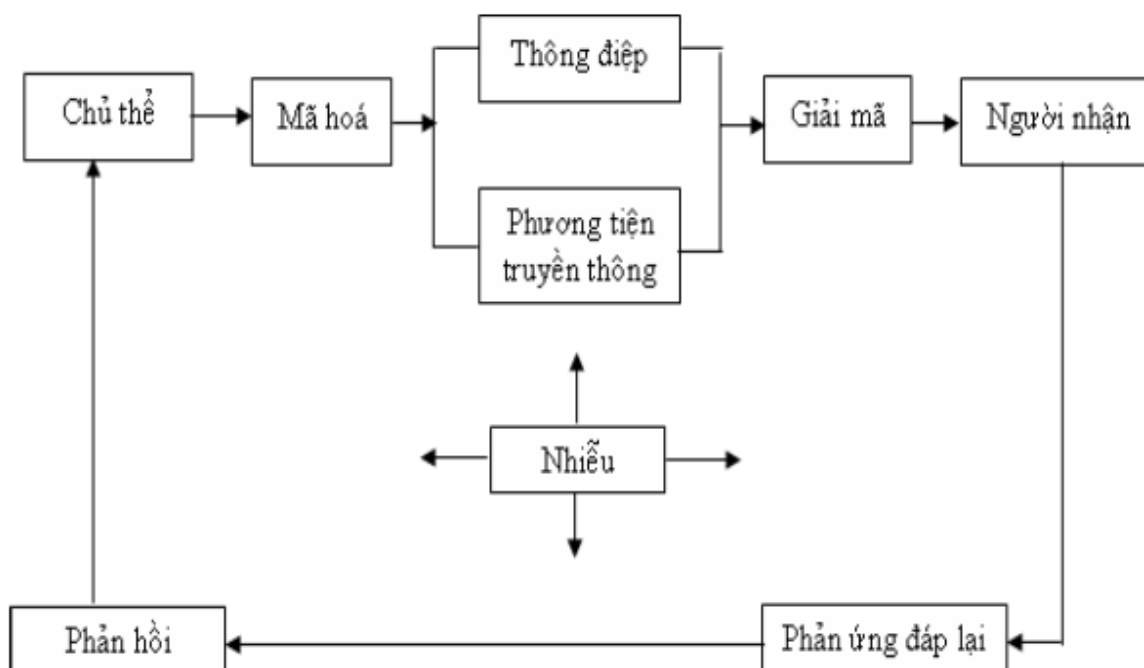 Thông điệp
Chủ thể
Mã hoá
Giải mã
Người nhận
Phương tiện
truyền thông
Nhiễu
Phản hồi
Phản ứng đáp lại